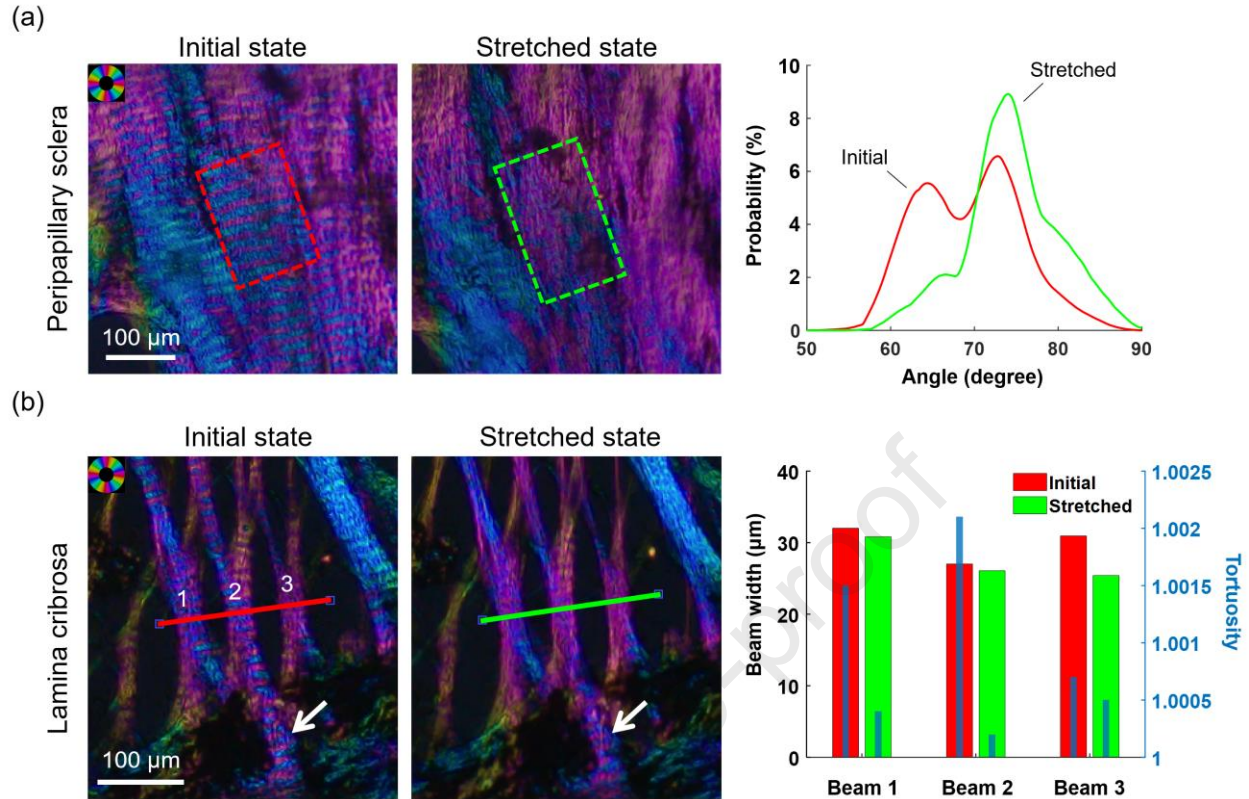 (a)
Initial state
Stretched state
Peripapillary sclera
100 µm
Probability (%)
10
8
6
4
2
0
Initial
Stretched
50
60
70
80
90
Angle (degree)
(b)
Initial state
Stretched state
Lamina cribrosa
1
2
3
100 µm
Beam width (µm)
40
30
20
10
0
Initial
Stretched
1.0025
1.002
1.0015
1.001
1.0005
1
Tortuosity
Beam 1
Beam 2
Beam 3
-proof